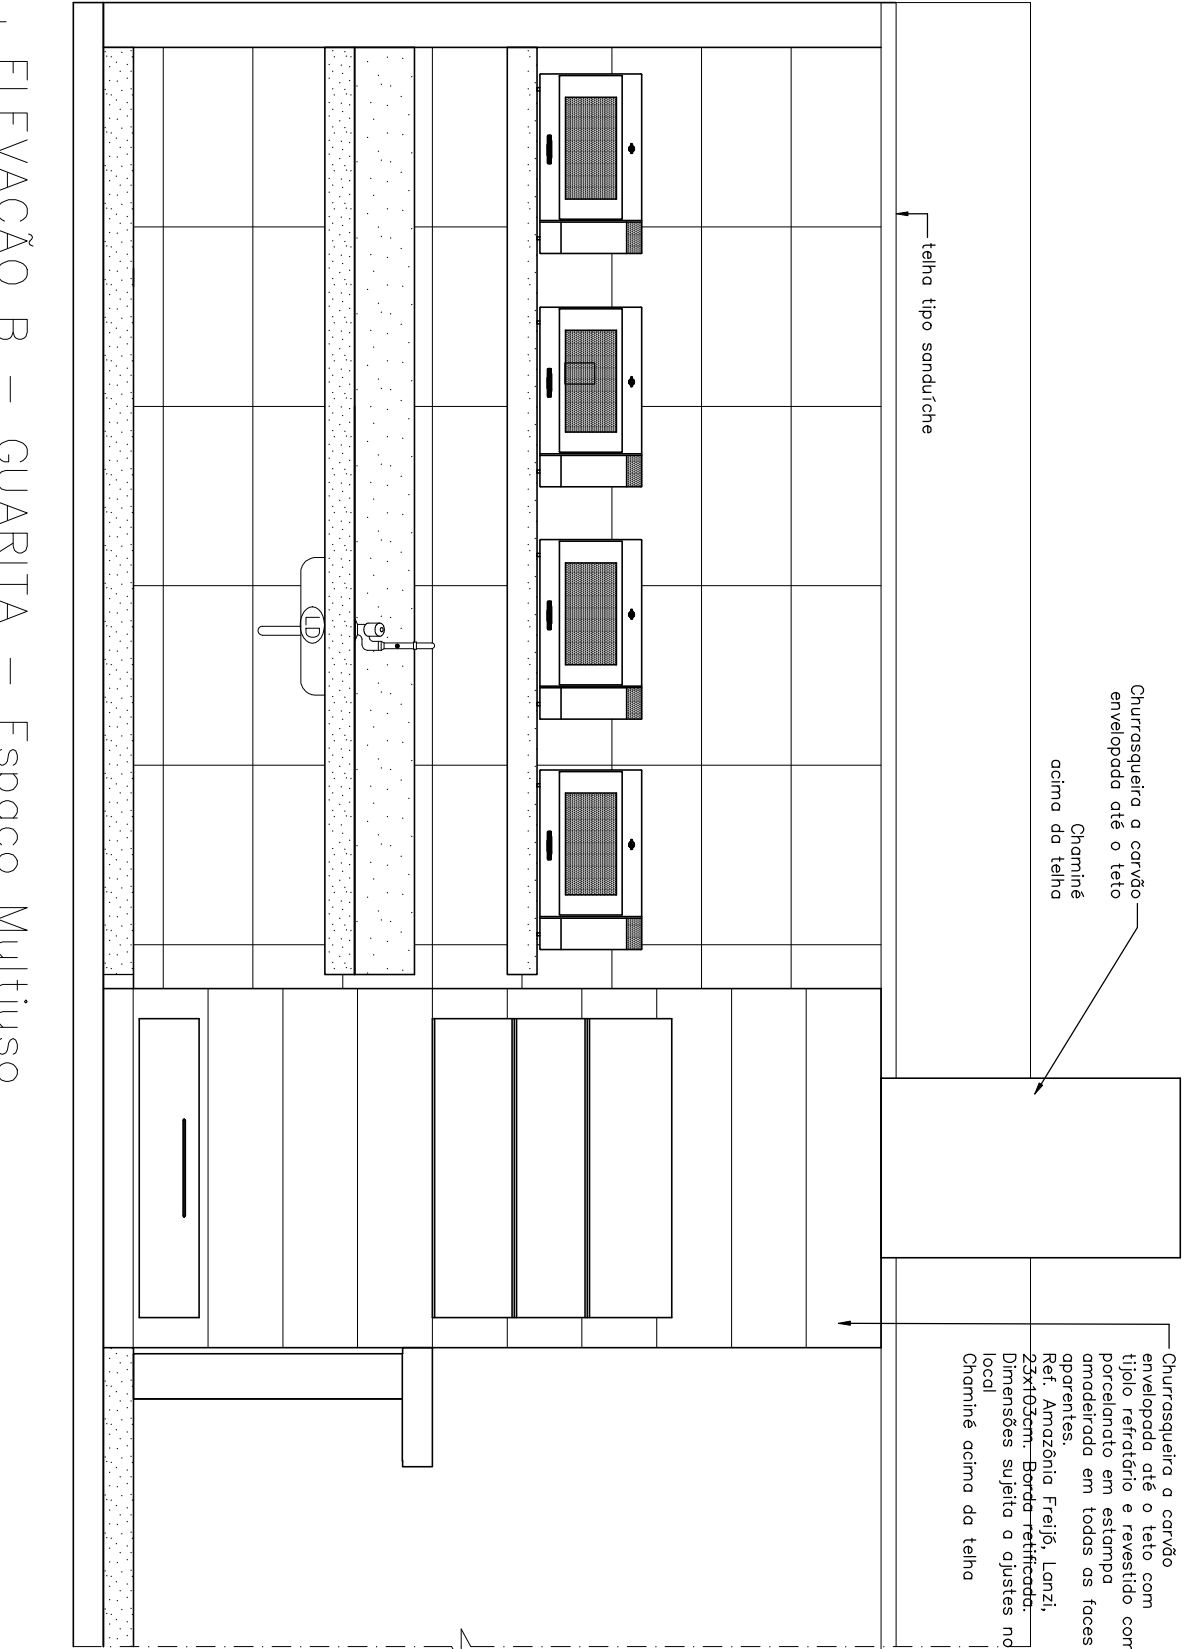 telha tipo sanduíche
Churrasqueira a carvão
envelopada até o teto
Chaminé
acima da telha
Churrasqueira a carvão
envelopada até o teto com
tijolo refratário e revestido com
porcelanato em estampa
amadeirada em todas as faces
aparentes.
Ref. Amazônia Freijó, Lanzi,
23x103cm. Borda retificada.
Dimensões sujeita a ajustes no
local
Chaminé acima da telha
LD
ELEVAÇÃO B - GUARITA - Espaço Multiuso